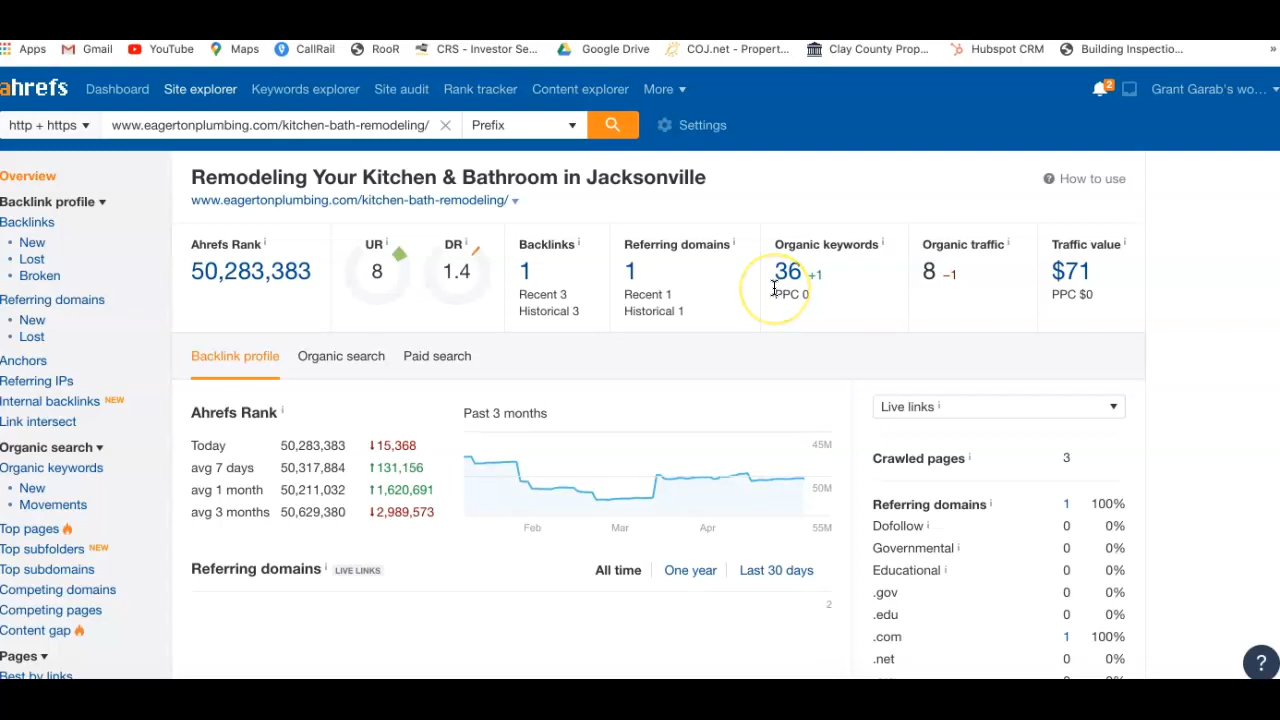 Apps Gmail YouTube Maps CallRail RooR CRS - Investor Se... Google Drive COJ.net - Propert... Clay County Prop... Hubspot CRM Building Inspectio... »
ahrefs Dashboard Site explorer Keywords explorer Site audit Rank tracker Content explorer More 2 Grant Garab's wo...
http + https www.eagertonplumbing.com/kitchen-bath-remodeling/ Prefix Settings
Overview
Backlink profile
Backlinks
• New
• Lost
• Broken
Referring domains
• New
• Lost
Anchors
Referring IPs
Internal backlinks NEW
Link intersect
Organic search
Organic keywords
• New
• Movements
Top pages
Top subfolders NEW
Top subdomains
Competing domains
Competing pages
Content gap
Pages
Best by links
Remodeling Your Kitchen & Bathroom in Jacksonville
How to use
www.eagertonplumbing.com/kitchen-bath-remodeling/
Ahrefs Rank i UR i DR i Backlinks i Referring domains i Organic keywords i Organic traffic i Traffic value i
50,283,383 8 1.4 1 1 36 +1 8 −1 $71
Recent 3 Recent 1 PPC 0 PPC $0
Historical 3 Historical 1
Backlink profile Organic search Paid search
Ahrefs Rank i Past 3 months
Today 50,283,383 ↓15,368
avg 7 days 50,317,884 ↑131,156
avg 1 month 50,211,032 ↑1,620,691
avg 3 months 50,629,380 ↓2,989,573
45M
50M
55M
Feb Mar Apr
Referring domains i LIVE LINKS All time One year Last 30 days
2
Live links i
Crawled pages i 3
Referring domains i 1 100%
Dofollow i 0 0%
Governmental i 0 0%
Educational i 0 0%
.gov 0 0%
.edu 0 0%
.com 1 100%
.net 0 0%
?